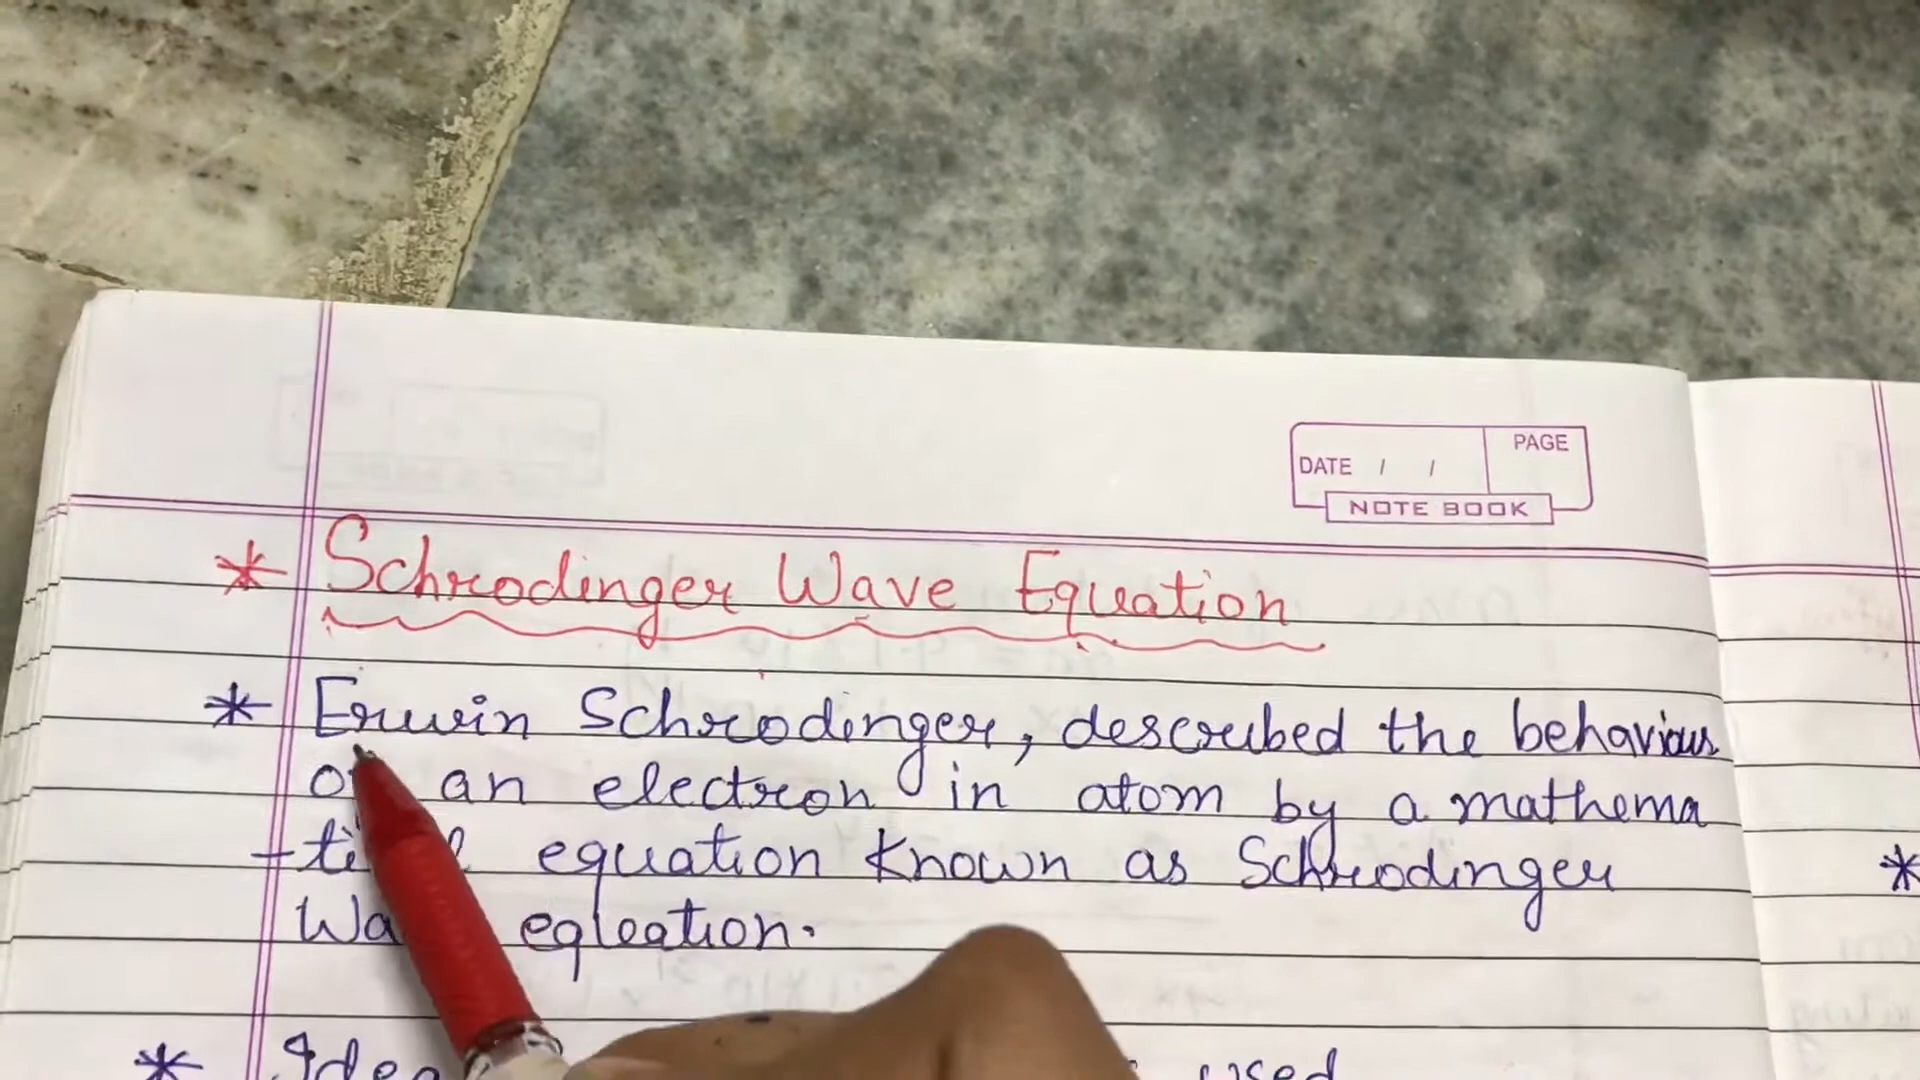 PAGE
DATE / /
NOTE BOOK
* Schrodinger Wave Equation
* Erwin Schrodinger, described the behaviour
an electron in atom by a mathema
equation known as Schrodinger
eqleation.
* used
*